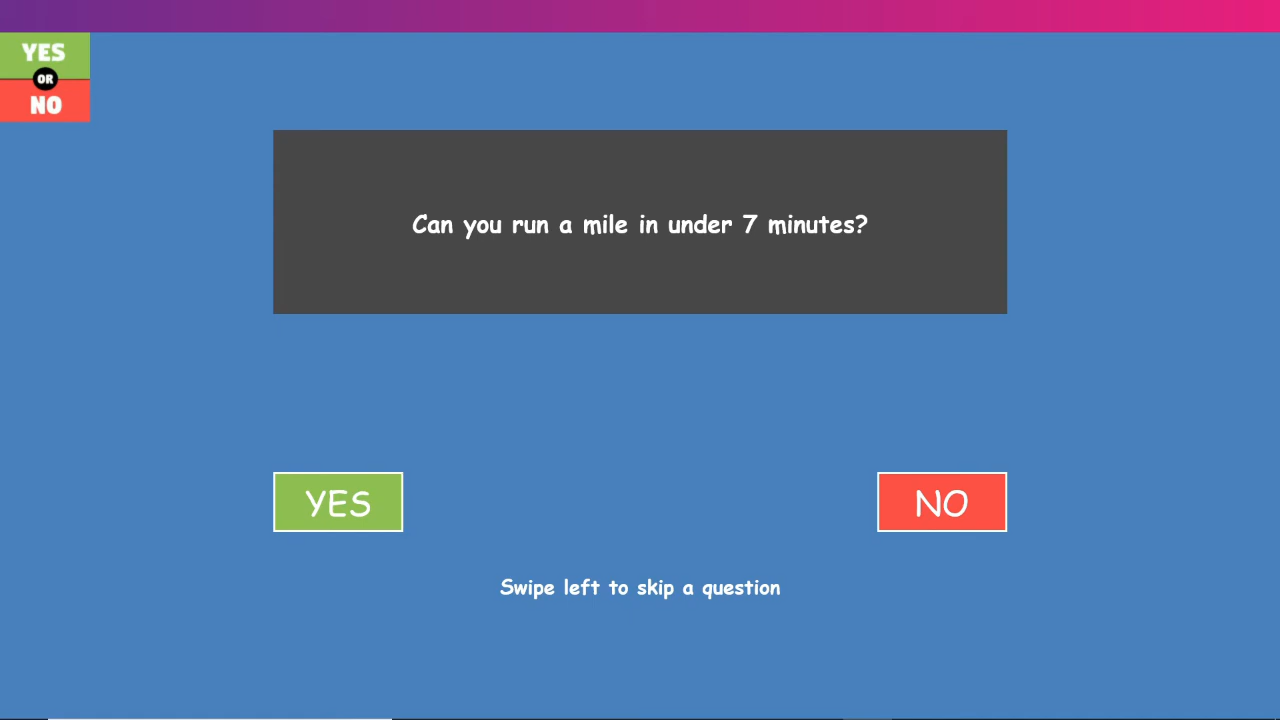 YES
OR
NO
Can you run a mile in under 7 minutes?
YES
NO
Swipe left to skip a question